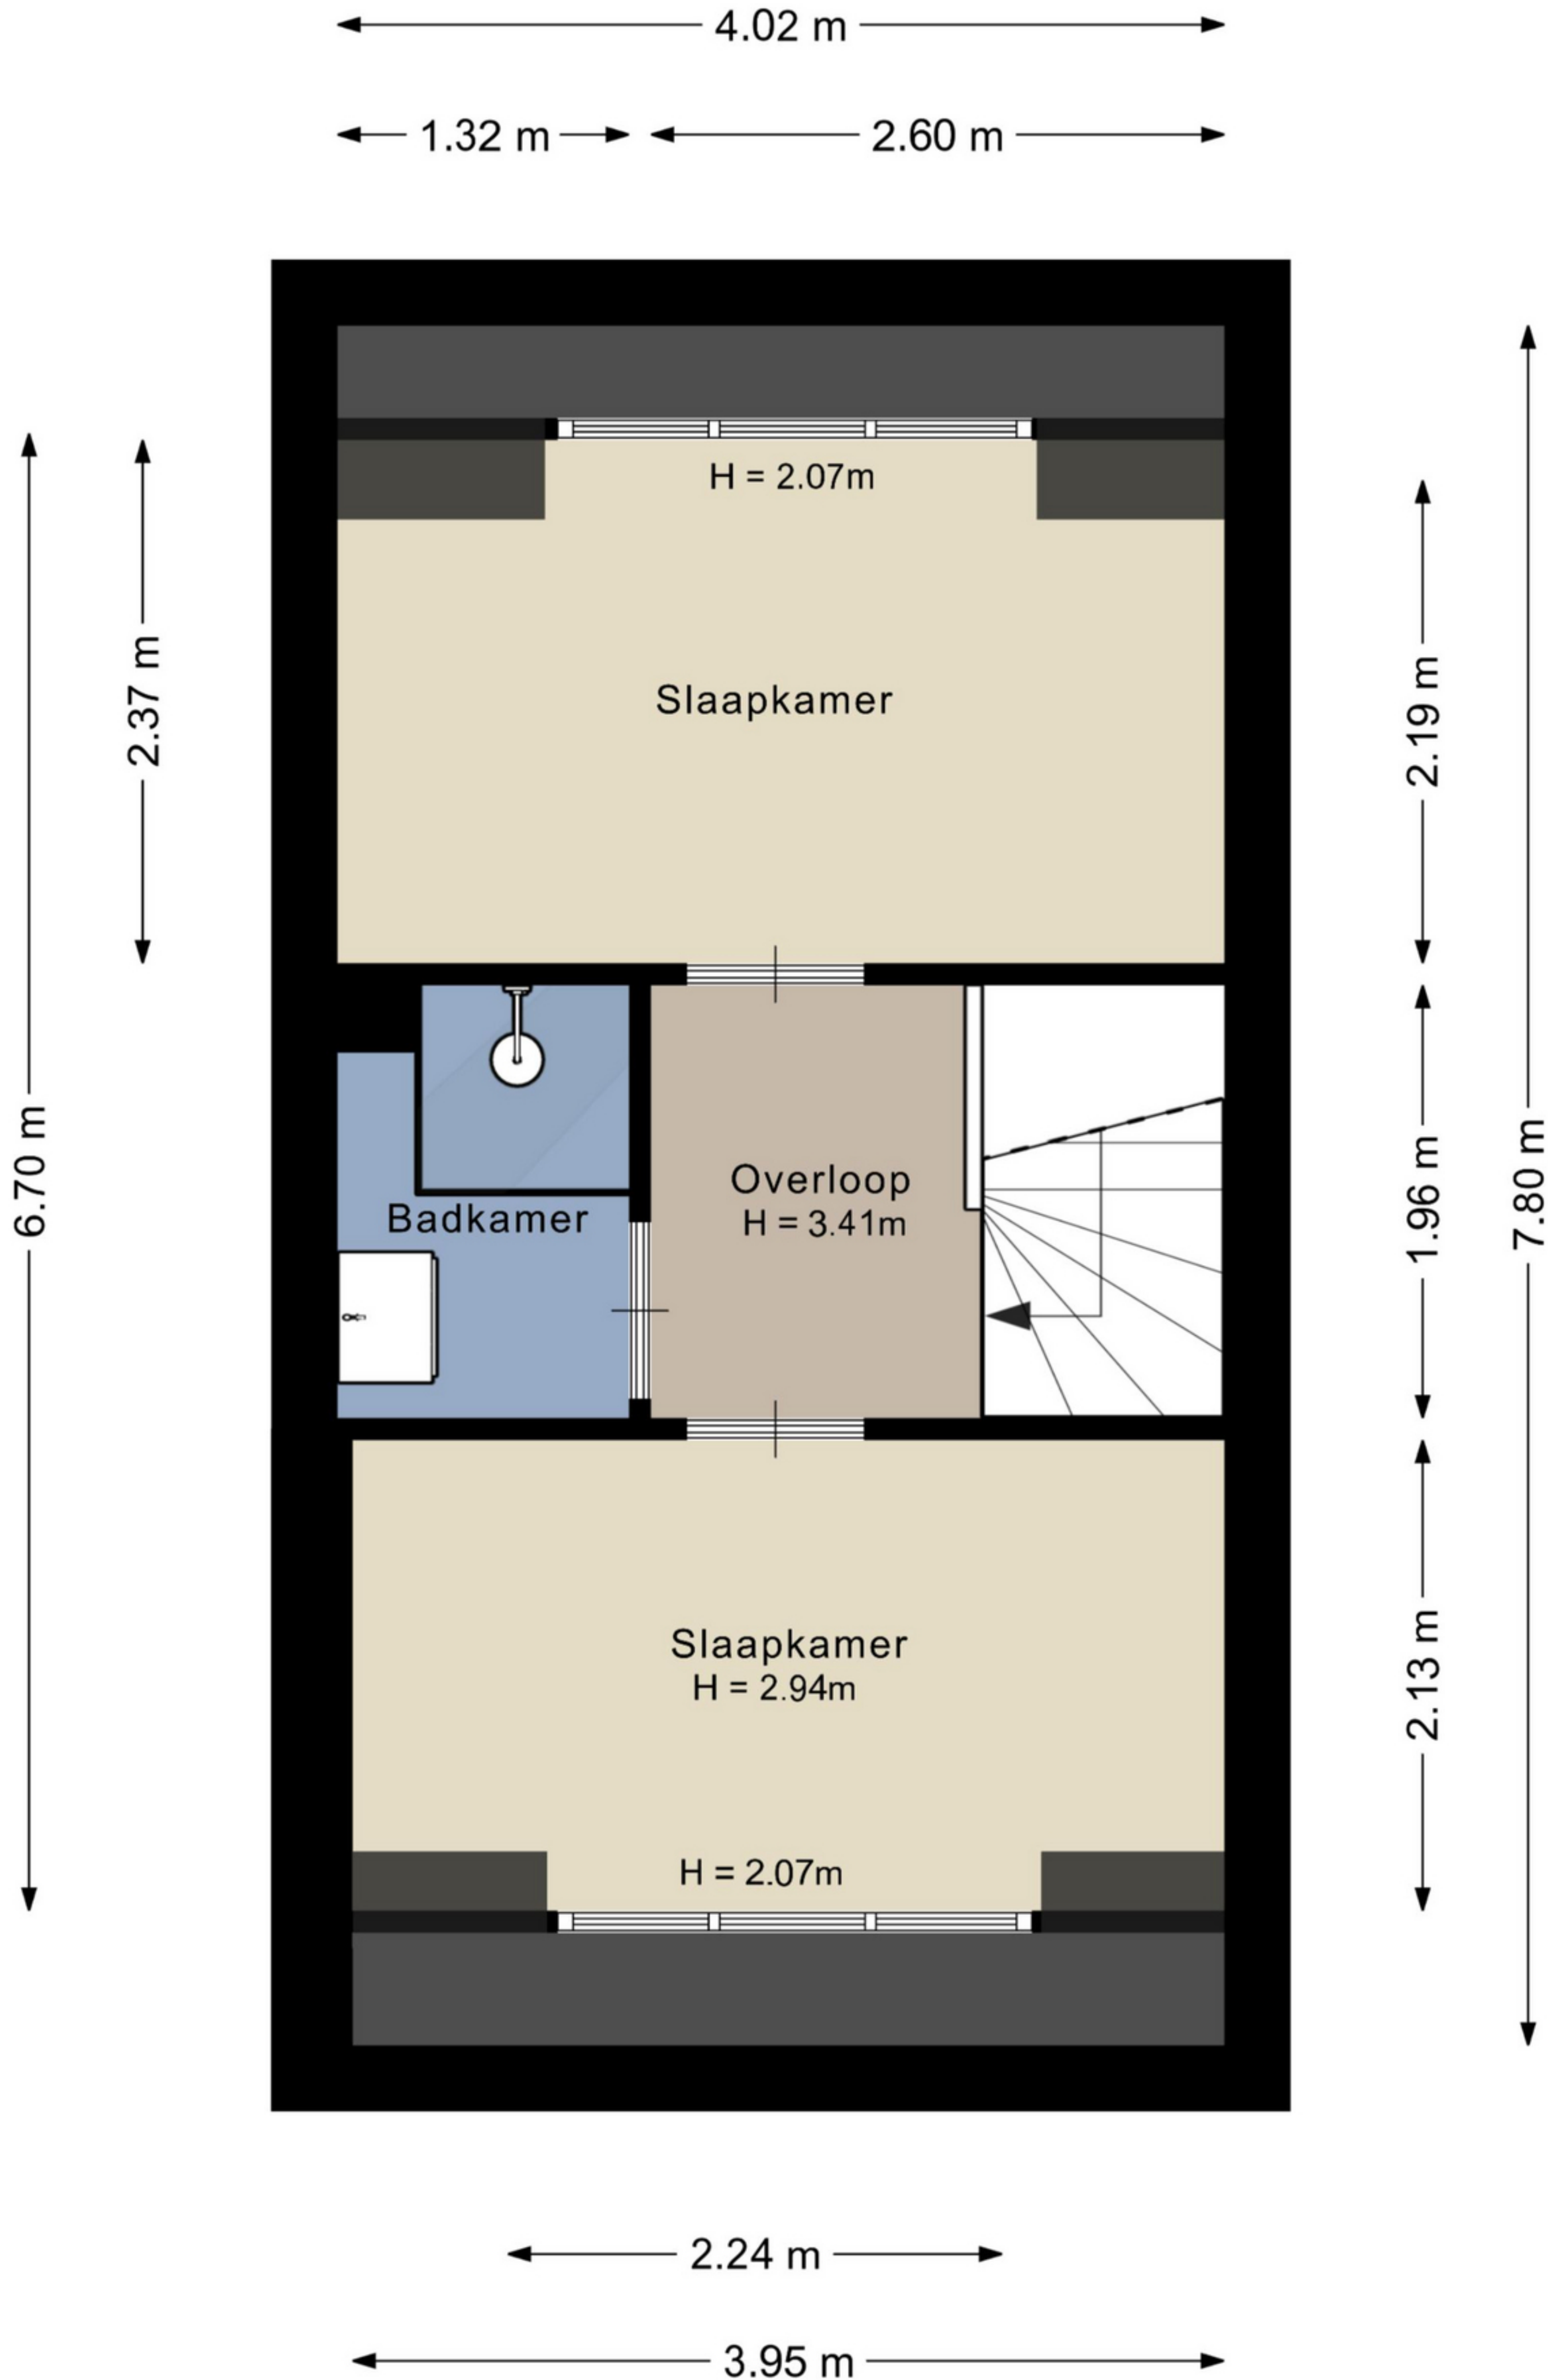 4.02 m
1.32 m
2.60 m
H = 2.07m
2.37 m
Slaapkamer
2.19 m
6.70 m
Badkamer
Overloop
H = 3.41m
1.96 m
7.80 m
Slaapkamer
H = 2.94m
2.13 m
H = 2.07m
2.24 m
3.95 m